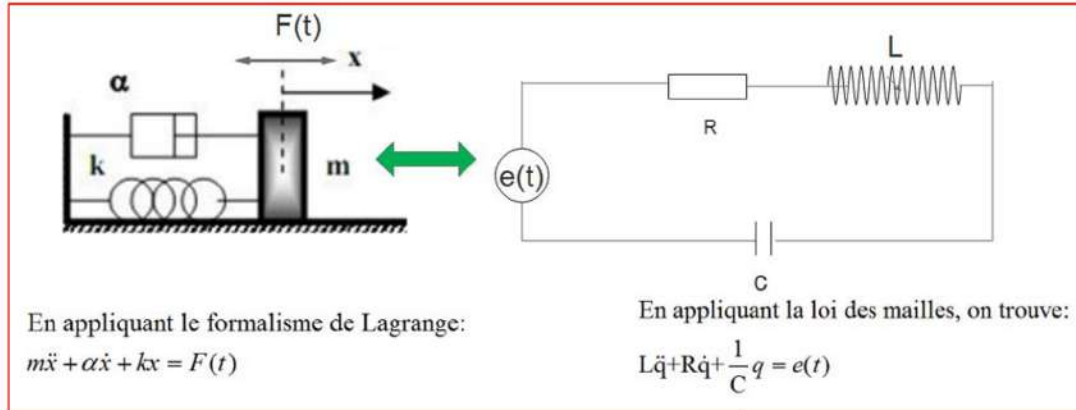 F(t)
x
α
k
m
L
R
e(t)
C
En appliquant le formalisme de Lagrange:
mẍ + αẋ + kx = F(t)
En appliquant la loi des mailles, on trouve:
Lq̈+Rq̇+1/C q = e(t)